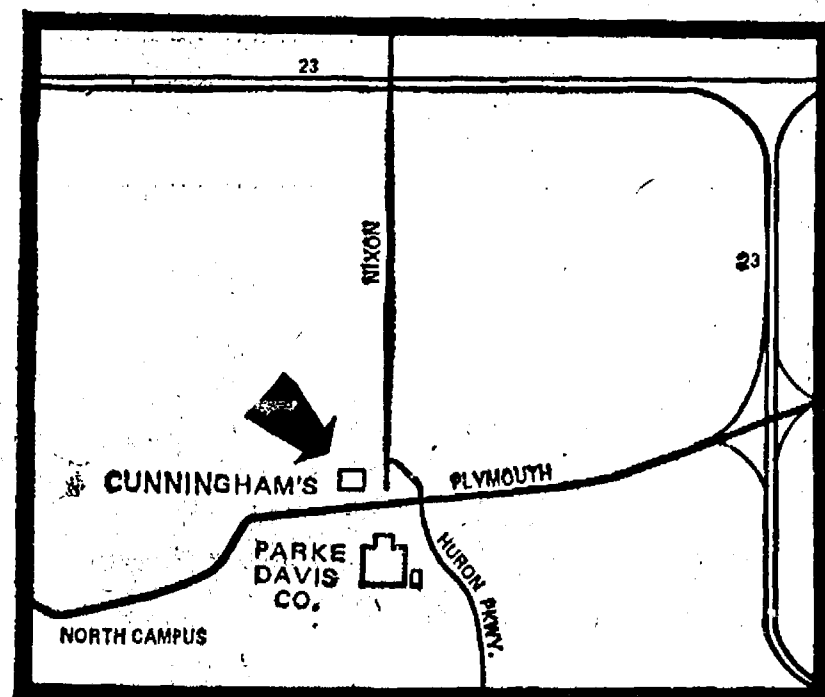 23
NIXON
23
CUNNINGHAM'S
PLYMOUTH
PARKE
DAVIS
CO.
HURON PKWY.
NORTH CAMPUS